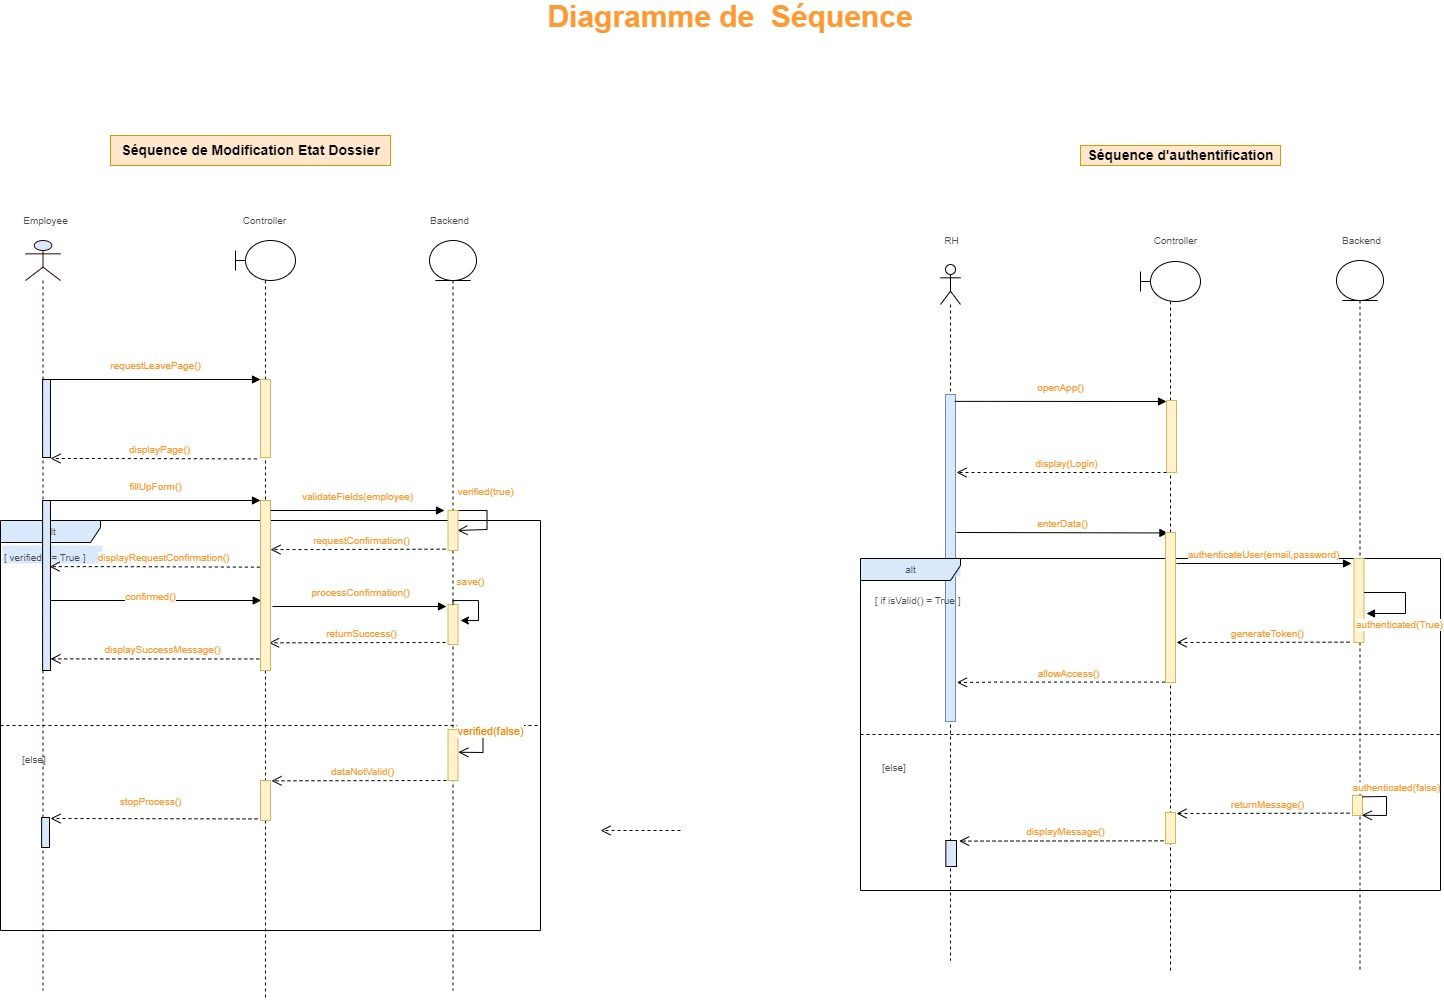 Diagramme de Séquence
Séquence de Modification Etat Dossier
Employee
Controller
Backend
requestLeavePage()
displayPage()
fillUpForm()
validateFields(employee)
verified(true)
lt
requestConfirmation()
[ verified = True ]
displayRequestConfirmation()
save()
confirmed()
processConfirmation()
returnSuccess()
displaySuccessMessage()
verified(false)
[else]
dataNotValid()
stopProcess()
Séquence d'authentification
RH
Controller
Backend
openApp()
display(Login)
enterData()
authenticateUser(email,password)
alt
[ if isValid() = True ]
authenticated(True)
generateToken()
allowAccess()
[else]
authenticated(false)
returnMessage()
displayMessage()